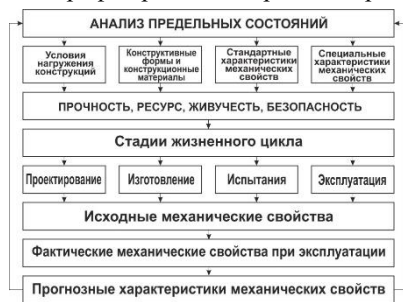 АНАЛИЗ ПРЕДЕЛЬНЫХ СОСТОЯНИЙ
Условия
нагружения
конструкций
Конструктивные
формы и
конструкционные
материалы
Стандартные
характеристики
механических
свойств
Специальные
характеристики
механических
свойств
ПРОЧНОСТЬ, РЕСУРС, ЖИВУЧЕСТЬ, БЕЗОПАСНОСТЬ
Стадии жизненного цикла
Проектирование
Изготовление
Испытания
Эксплуатация
Исходные механические свойства
Фактические механические свойства при эксплуатации
Прогнозные характеристики механических свойств